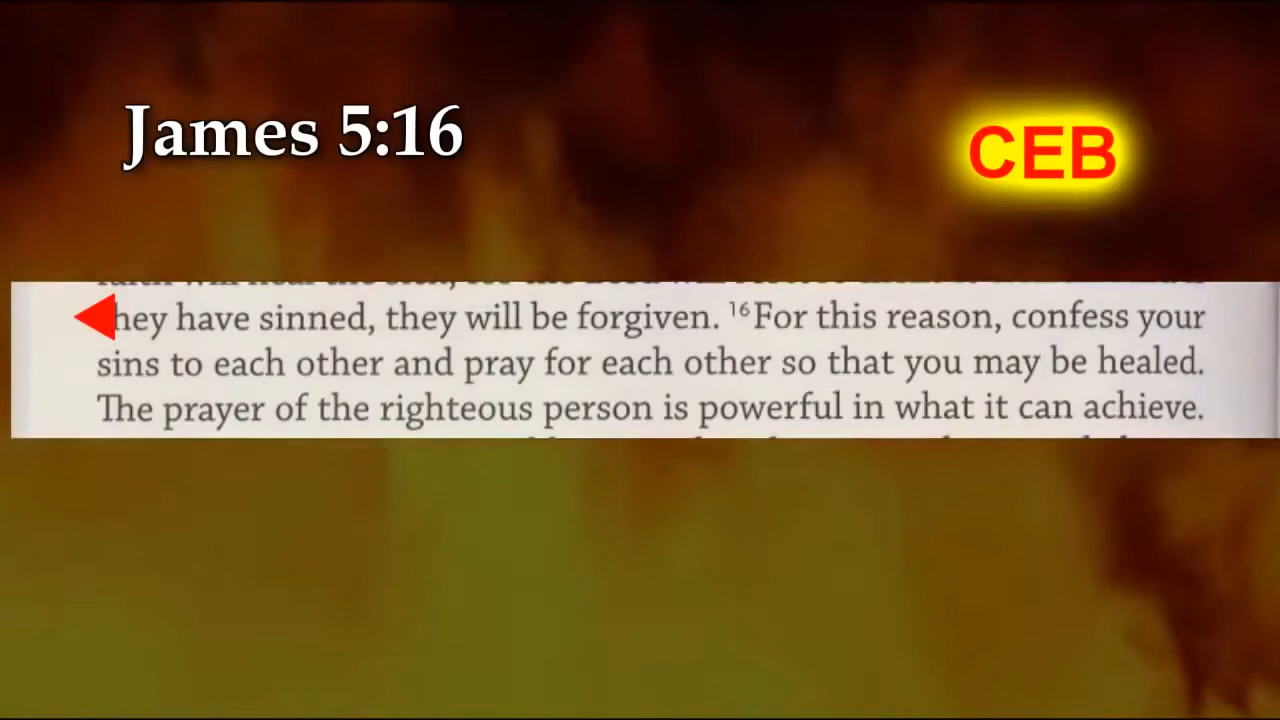 James 5:16
CEB
they have sinned, they will be forgiven. ¹⁶For this reason, confess your
sins to each other and pray for each other so that you may be healed.
The prayer of the righteous person is powerful in what it can achieve.